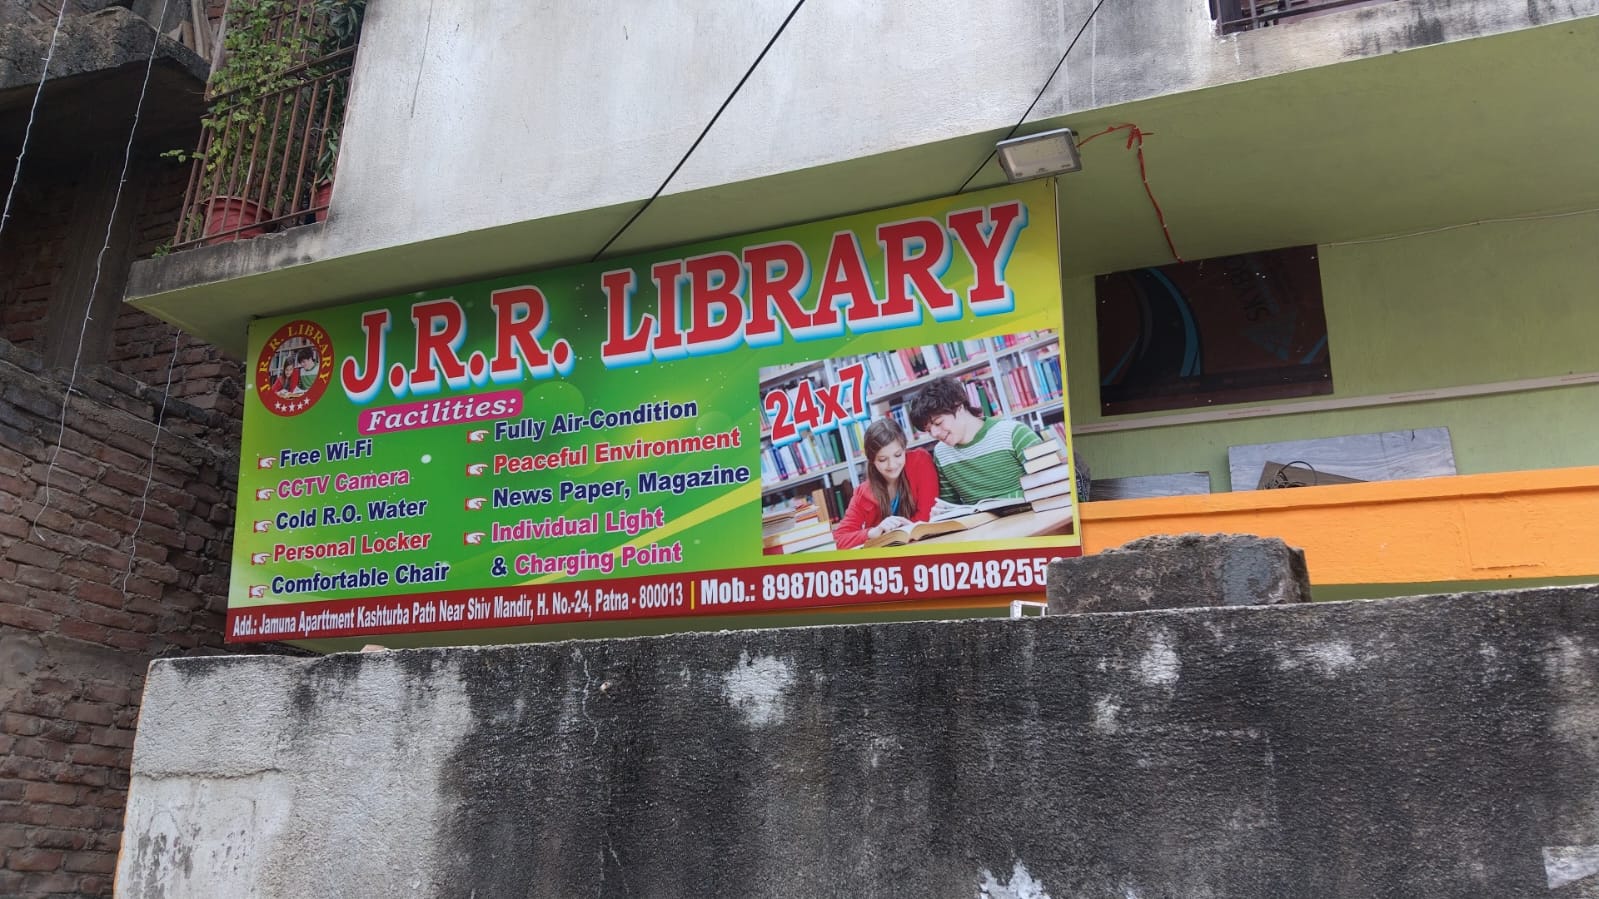 J.R.R. LIBRARY
J.R.R. LIBRARY
Facilities:
Free Wi-Fi
CCTV Camera
Cold R.O. Water
Personal Locker
Comfortable Chair
Fully Air-Condition
Peaceful Environment
News Paper, Magazine
Individual Light
& Charging Point
24x7
Add.: Jamuna Aparttment Kashturba Path Near Shiv Mandir, H. No.-24, Patna - 800013 | Mob.: 8987085495, 910248255